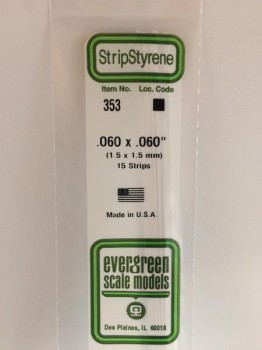 StripStyrene
Item No. Loc. Code
353
.060 x .060"
(1.5 x 1.5 mm)
15 Strips
Made in U.S.A.
evergreen
scale models
Des Plaines, IL 60018